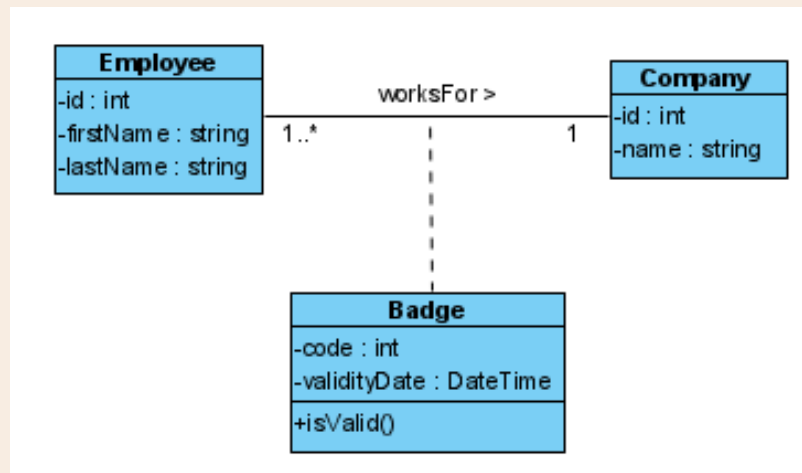 Employee
-id : int
-firstName : string
-lastName : string
worksFor >
1..*
1
Company
-id : int
-name : string
Badge
-code : int
-validityDate : DateTime
+isValid()